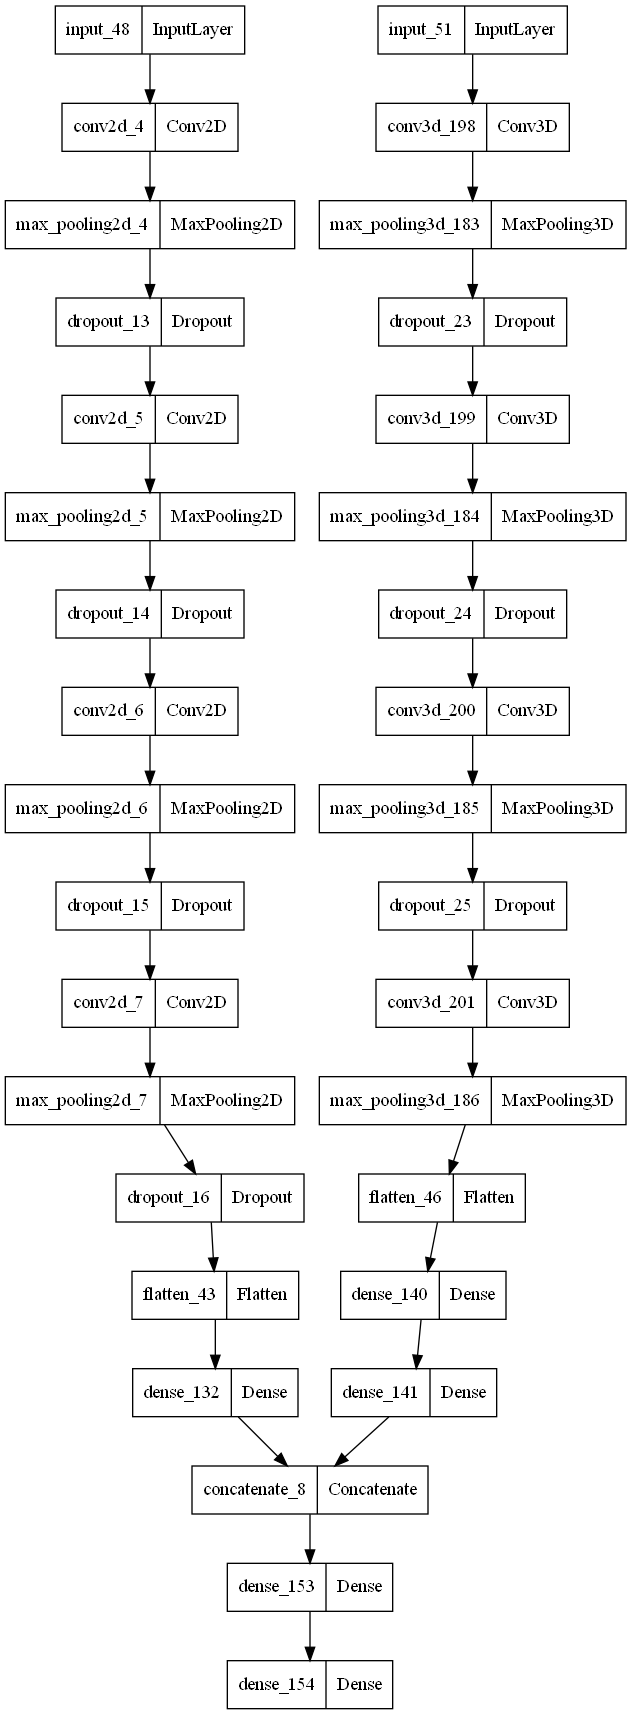 input_48 InputLayer input_51 InputLayer
conv2d_4 Conv2D conv3d_198 Conv3D
max_pooling2d_4 MaxPooling2D max_pooling3d_183 MaxPooling3D
dropout_13 Dropout dropout_23 Dropout
conv2d_5 Conv2D conv3d_199 Conv3D
max_pooling2d_5 MaxPooling2D max_pooling3d_184 MaxPooling3D
dropout_14 Dropout dropout_24 Dropout
conv2d_6 Conv2D conv3d_200 Conv3D
max_pooling2d_6 MaxPooling2D max_pooling3d_185 MaxPooling3D
dropout_15 Dropout dropout_25 Dropout
conv2d_7 Conv2D conv3d_201 Conv3D
max_pooling2d_7 MaxPooling2D max_pooling3d_186 MaxPooling3D
dropout_16 Dropout flatten_46 Flatten
flatten_43 Flatten dense_140 Dense
dense_132 Dense dense_141 Dense
concatenate_8 Concatenate
dense_153 Dense
dense_154 Dense